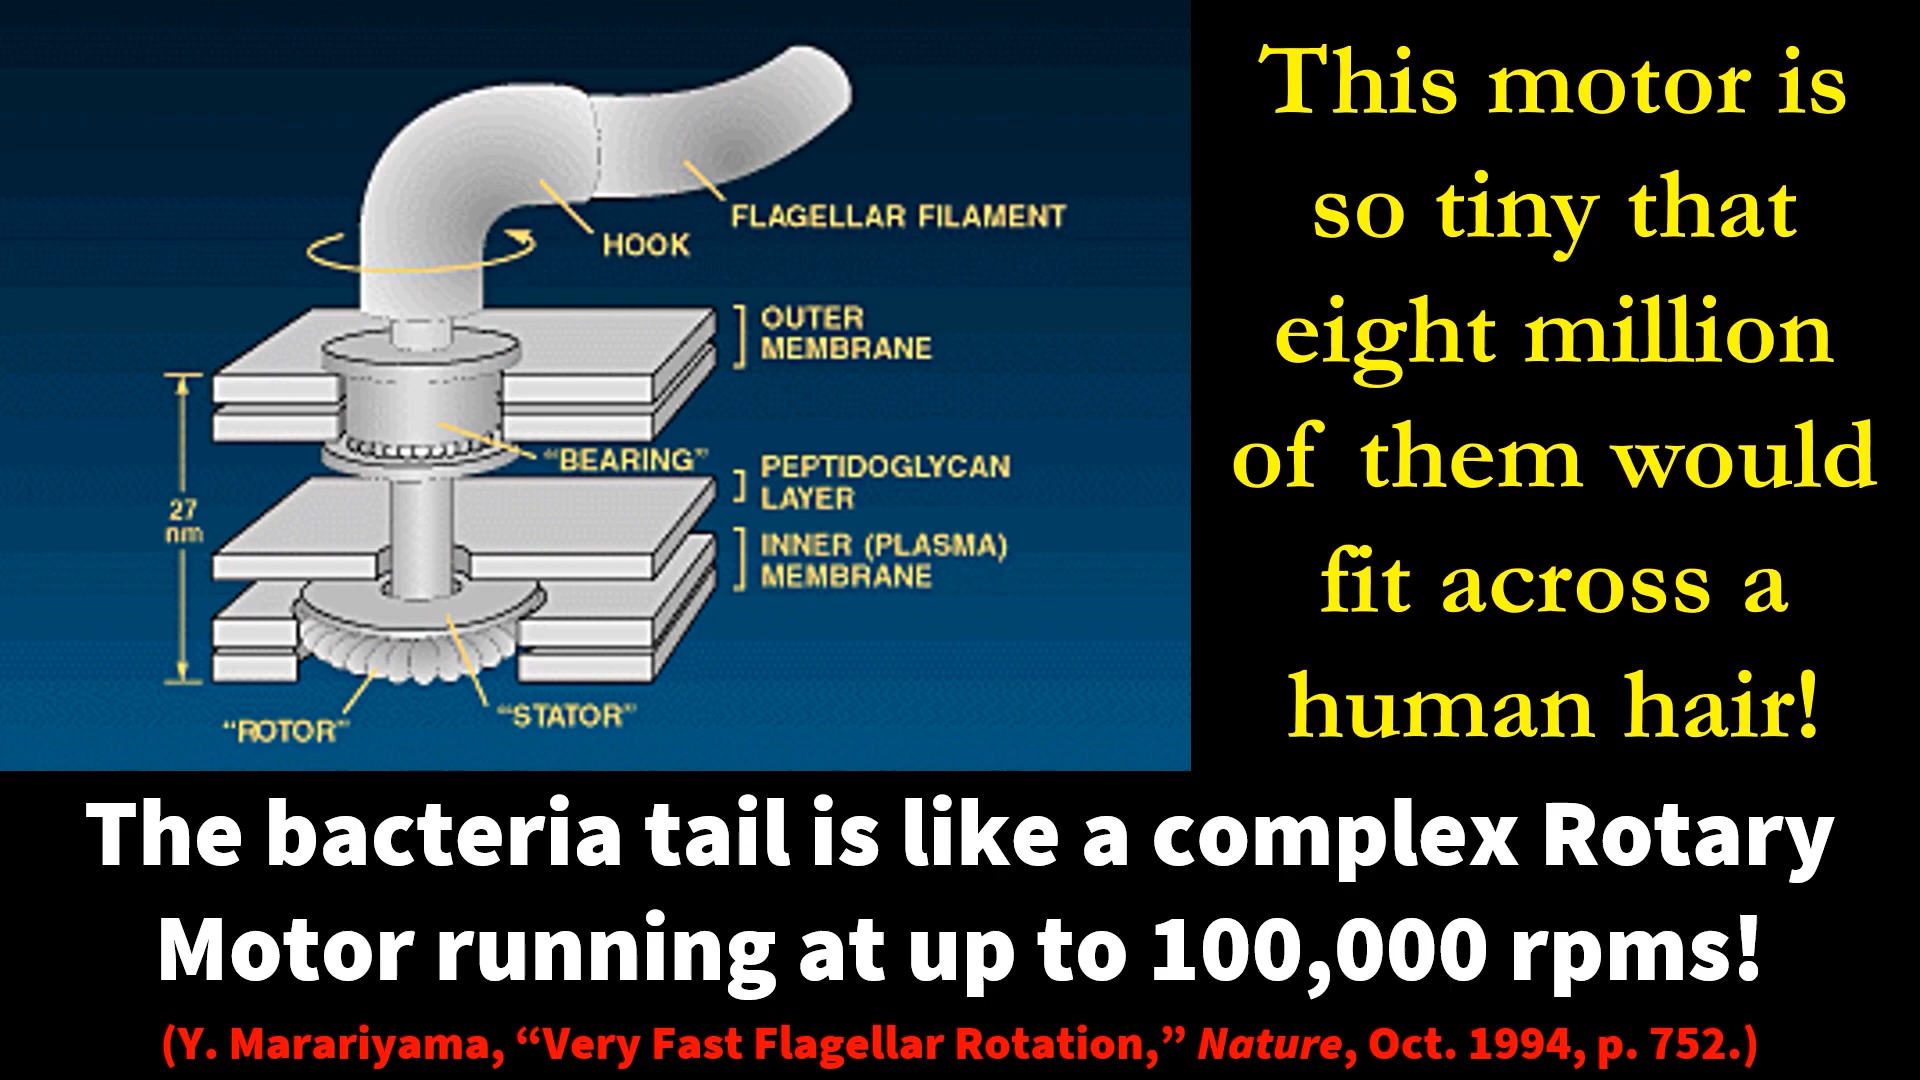 This motor is
so tiny that
eight million
of them would
fit across a
human hair!
FLAGELLAR FILAMENT
HOOK
OUTER
MEMBRANE
"BEARING"
PEPTIDOGLYCAN
LAYER
27
nm
INNER (PLASMA)
MEMBRANE
"STATOR"
"ROTOR"
The bacteria tail is like a complex Rotary
Motor running at up to 100,000 rpms!
(Y. Marariyama, “Very Fast Flagellar Rotation,” Nature, Oct. 1994, p. 752.)